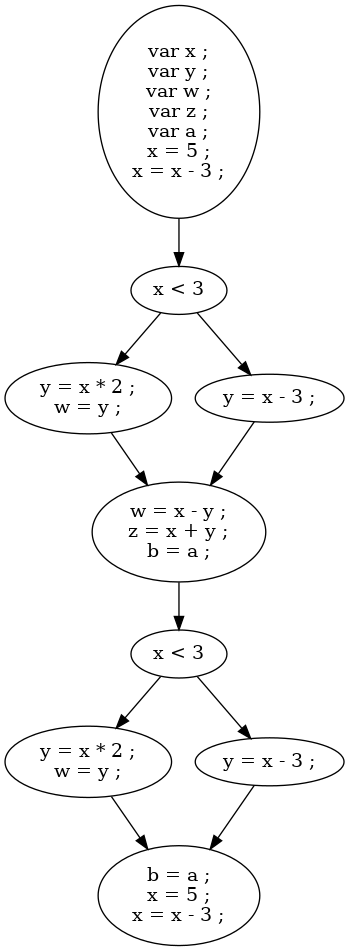 var x ;
var y ;
var w ;
var z ;
var a ;
x = 5 ;
x = x - 3 ;
x < 3
y = x * 2 ;
w = y ;
y = x - 3 ;
w = x - y ;
z = x + y ;
b = a ;
x < 3
y = x * 2 ;
w = y ;
y = x - 3 ;
b = a ;
x = 5 ;
x = x - 3 ;